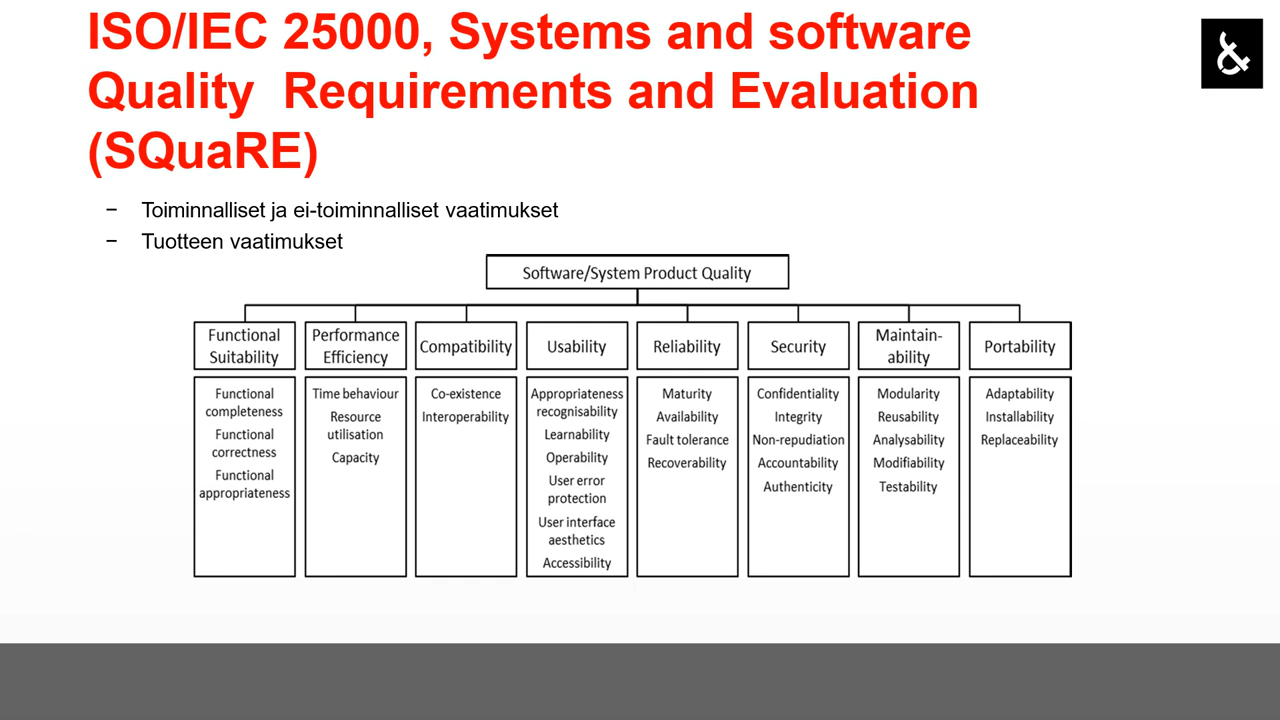 ISO/IEC 25000, Systems and software
Quality Requirements and Evaluation
(SQuaRE)
&
− Toiminnalliset ja ei-toiminnalliset vaatimukset
− Tuotteen vaatimukset
Software/System Product Quality
Functional
Suitability
Functional
completeness
Functional
correctness
Functional
appropriateness
Performance
Efficiency
Time behaviour
Resource
utilisation
Capacity
Compatibility
Co-existence
Interoperability
Usability
Appropriateness
recognisability
Learnability
Operability
User error
protection
User interface
aesthetics
Accessibility
Reliability
Maturity
Availability
Fault tolerance
Recoverability
Security
Confidentiality
Integrity
Non-repudiation
Accountability
Authenticity
Maintain-
ability
Modularity
Reusability
Analysability
Modifiability
Testability
Portability
Adaptability
Installability
Replaceability